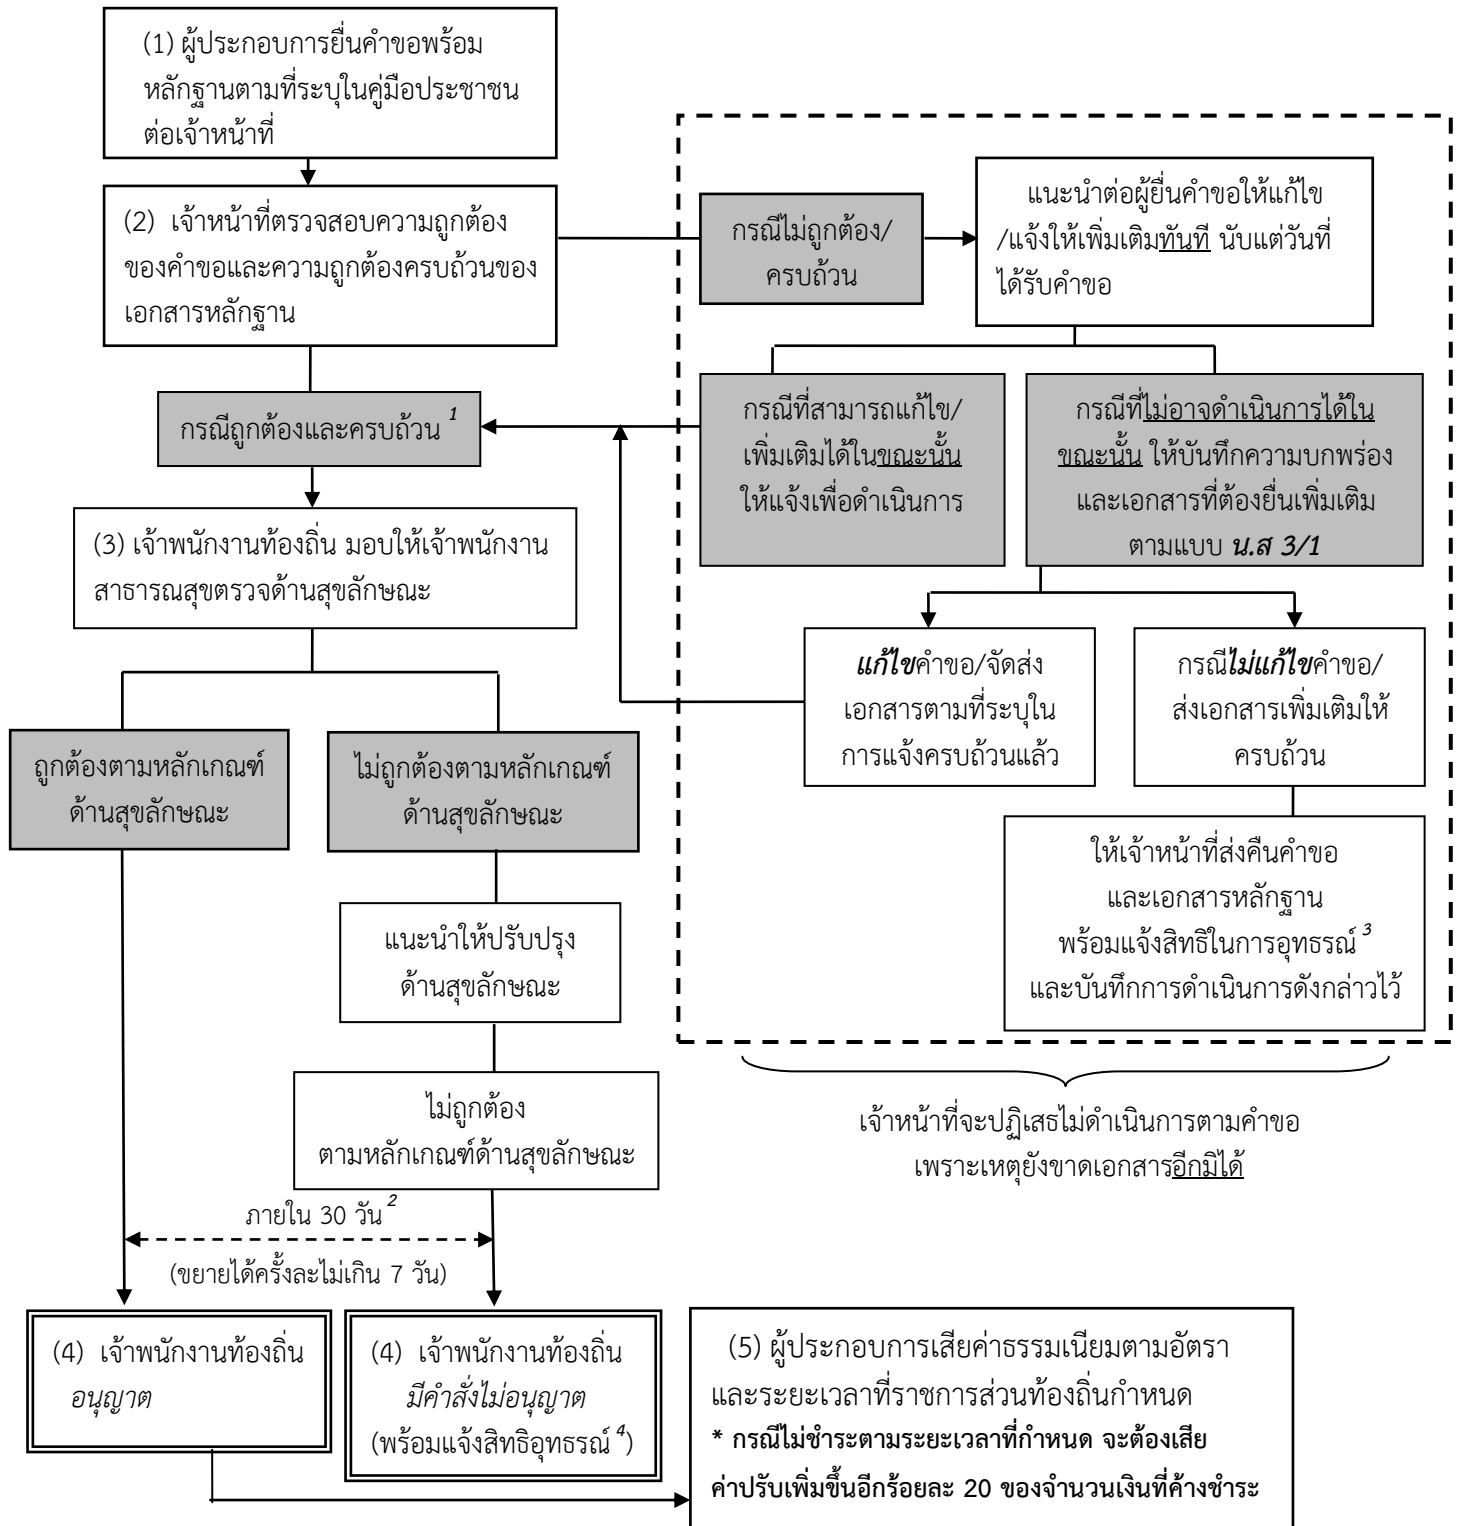 (1) ผู้ประกอบการยื่นคำขอพร้อม
หลักฐานตามที่ระบุในคู่มือประชาชน
ต่อเจ้าหน้าที่
(2) เจ้าหน้าที่ตรวจสอบความถูกต้อง
ของคำขอและความถูกต้องครบถ้วนของ
เอกสารหลักฐาน
กรณีไม่ถูกต้อง/
ครบถ้วน
แนะนำต่อผู้ยื่นคำขอให้แก้ไข
/แจ้งให้เพิ่มเติมทันที นับแต่วันที่
ได้รับคำขอ
กรณีถูกต้องและครบถ้วน 1
กรณีที่สามารถแก้ไข/
เพิ่มเติมได้ในขณะนั้น
ให้แจ้งเพื่อดำเนินการ
กรณีที่ไม่อาจดำเนินการได้ใน
ขณะนั้น ให้บันทึกความบกพร่อง
และเอกสารที่ต้องยื่นเพิ่มเติม
ตามแบบ น.ส 3/1
(3) เจ้าพนักงานท้องถิ่น มอบให้เจ้าพนักงาน
สาธารณสุขตรวจด้านสุขลักษณะ
แก้ไขคำขอ/จัดส่ง
เอกสารตามที่ระบุใน
การแจ้งครบถ้วนแล้ว
กรณีไม่แก้ไขคำขอ/
ส่งเอกสารเพิ่มเติมให้
ครบถ้วน
ถูกต้องตามหลักเกณฑ์
ด้านสุขลักษณะ
ไม่ถูกต้องตามหลักเกณฑ์
ด้านสุขลักษณะ
ให้เจ้าหน้าที่ส่งคืนคำขอ
และเอกสารหลักฐาน
พร้อมแจ้งสิทธิในการอุทธรณ์ 3
และบันทึกการดำเนินการดังกล่าวไว้
แนะนำให้ปรับปรุง
ด้านสุขลักษณะ
ไม่ถูกต้อง
ตามหลักเกณฑ์ด้านสุขลักษณะ
เจ้าหน้าที่จะปฏิเสธไม่ดำเนินการตามคำขอ
เพราะเหตุยังขาดเอกสารอีกมิได้
ภายใน 30 วัน 2
(ขยายได้ครั้งละไม่เกิน 7 วัน)
(4) เจ้าพนักงานท้องถิ่น
อนุญาต
(4) เจ้าพนักงานท้องถิ่น
มีคำสั่งไม่อนุญาต
(พร้อมแจ้งสิทธิอุทธรณ์ 4)
(5) ผู้ประกอบการเสียค่าธรรมเนียมตามอัตรา
และระยะเวลาที่ราชการส่วนท้องถิ่นกำหนด
* กรณีไม่ชำระตามระยะเวลาที่กำหนด จะต้องเสีย
ค่าปรับเพิ่มขึ้นอีกร้อยละ 20 ของจำนวนเงินที่ค้างชำระ